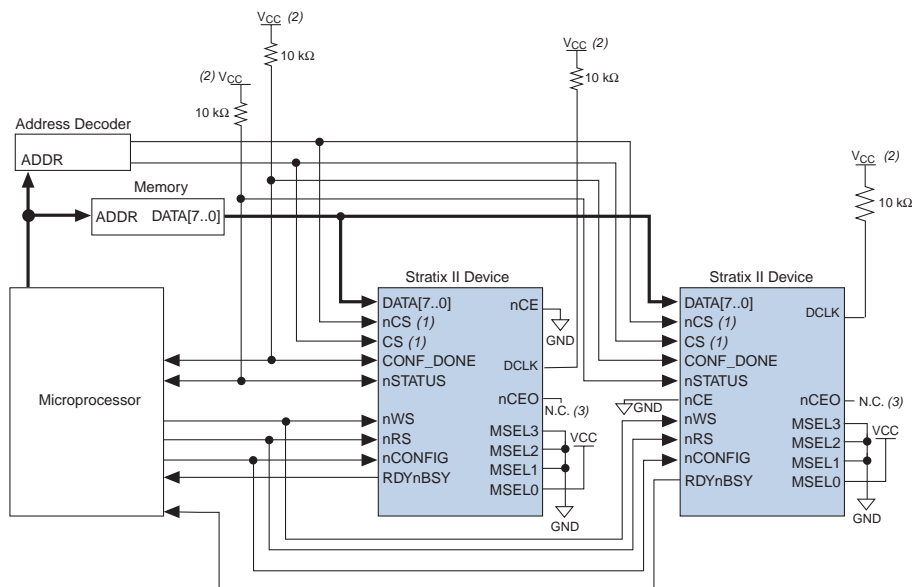 VCC (2)
10 kΩ
VCC (2)
10 kΩ
(2) VCC
10 kΩ
Address Decoder
ADDR
VCC (2)
10 kΩ
Memory
ADDR DATA[7..0]
Stratix II Device
DATA[7..0]
nCS (1)
CS (1)
CONF_DONE
nSTATUS
nWS
nRS
nCONFIG
RDYnBSY
nCE
GND
DCLK
nCEO
N.C. (3)
MSEL3
MSEL2
MSEL1
MSEL0
VCC
GND
Stratix II Device
DATA[7..0]
nCS (1)
CS (1)
CONF_DONE
nSTATUS
nCE
GND
nWS
nRS
nCONFIG
RDYnBSY
DCLK
nCEO
N.C. (3)
MSEL3
MSEL2
MSEL1
MSEL0
VCC
GND
Microprocessor